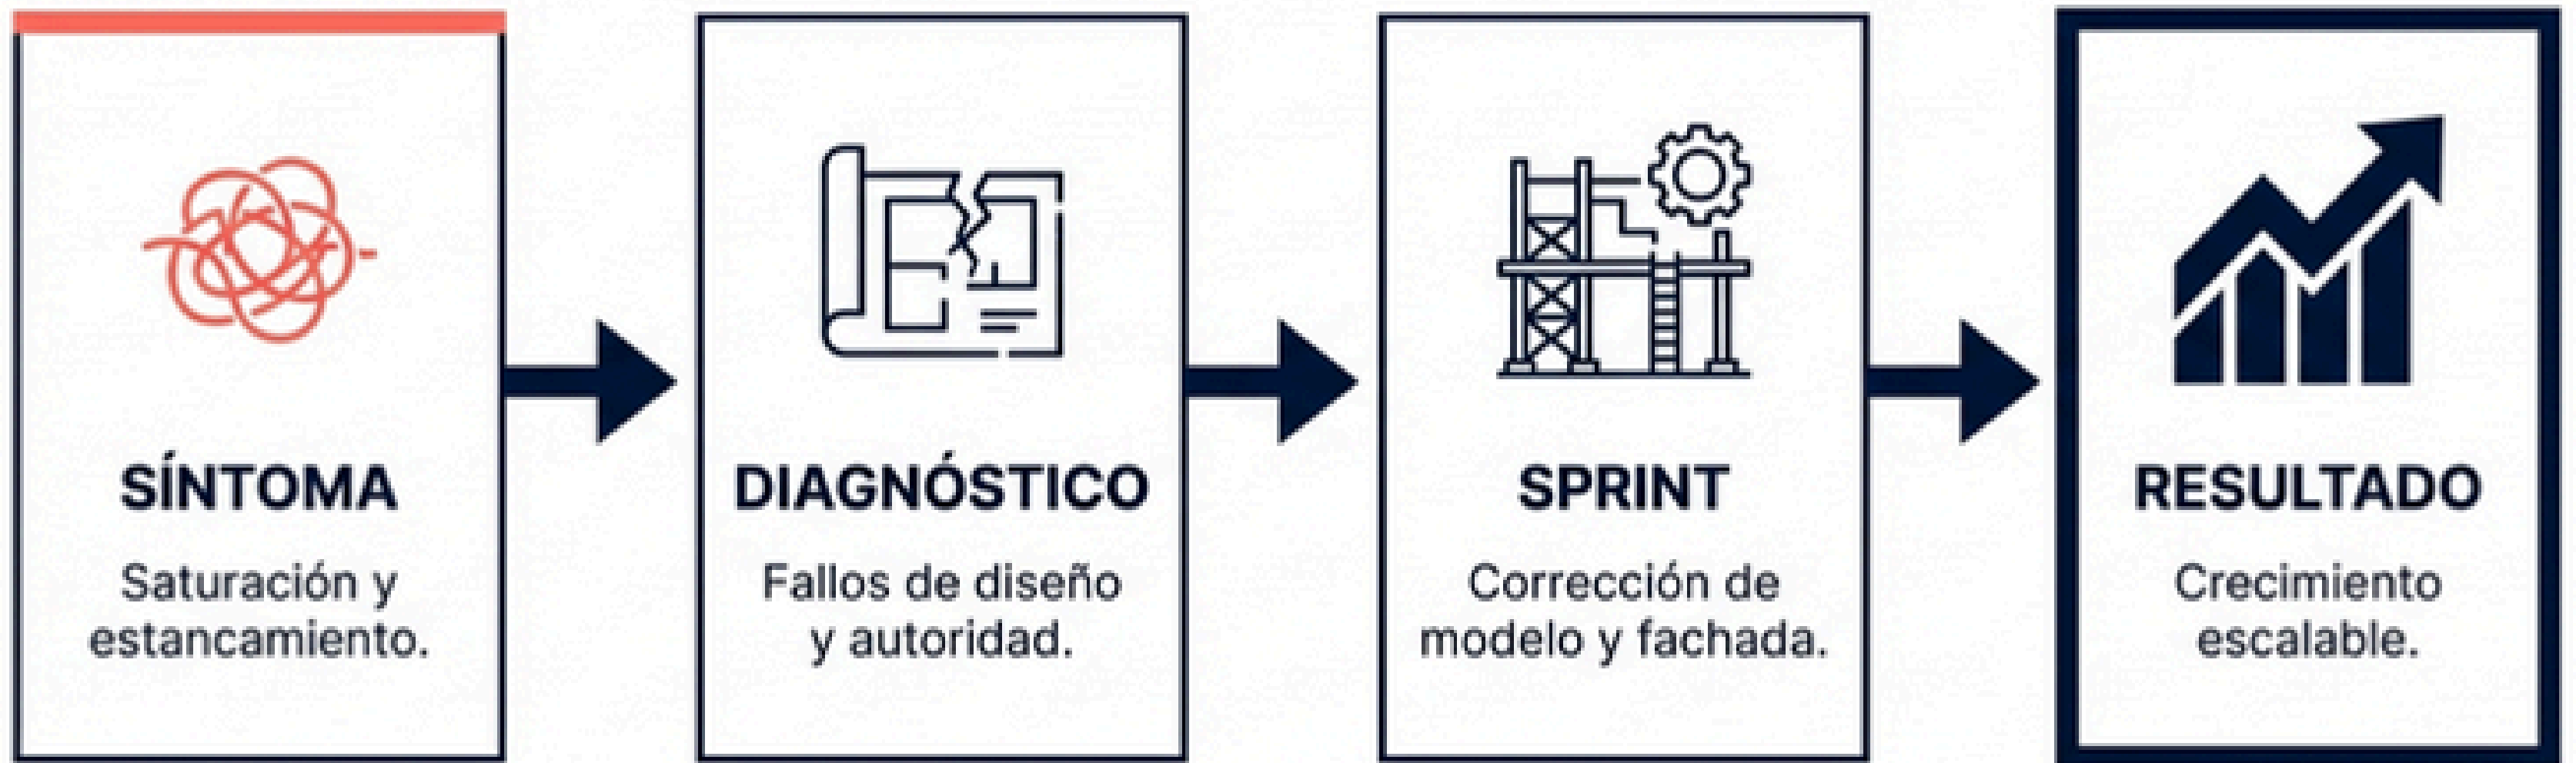 SÍNTOMA
Saturación y
estancamiento.
DIAGNÓSTICO
Fallos de diseño
y autoridad.
SPRINT
Corrección de
modelo y fachada.
RESULTADO
Crecimiento
escalable.